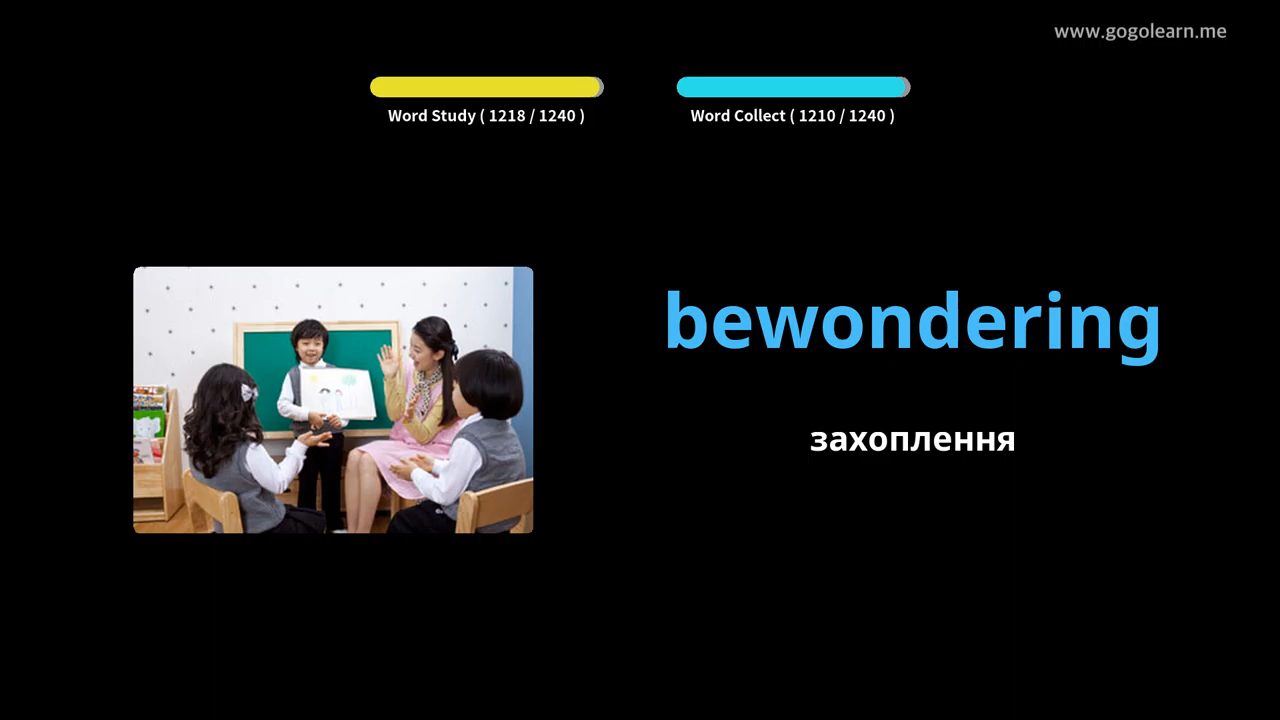 www.gogolearn.me
Word Study ( 1218 / 1240 )
Word Collect ( 1210 / 1240 )
bewondering
захоплення